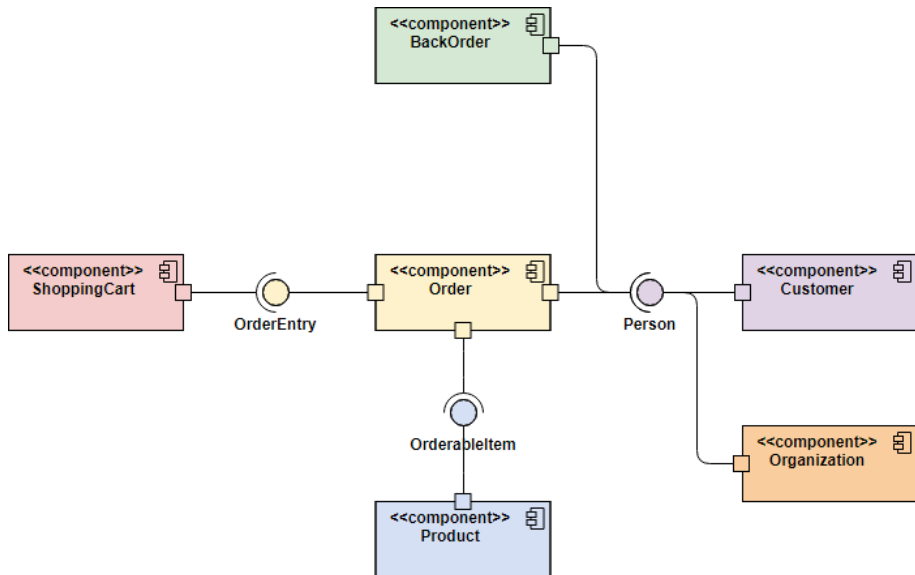 <<component>>
BackOrder
<<component>>
ShoppingCart
<<component>>
Order
<<component>>
Customer
OrderEntry
Person
OrderableItem
<<component>>
Organization
<<component>>
Product